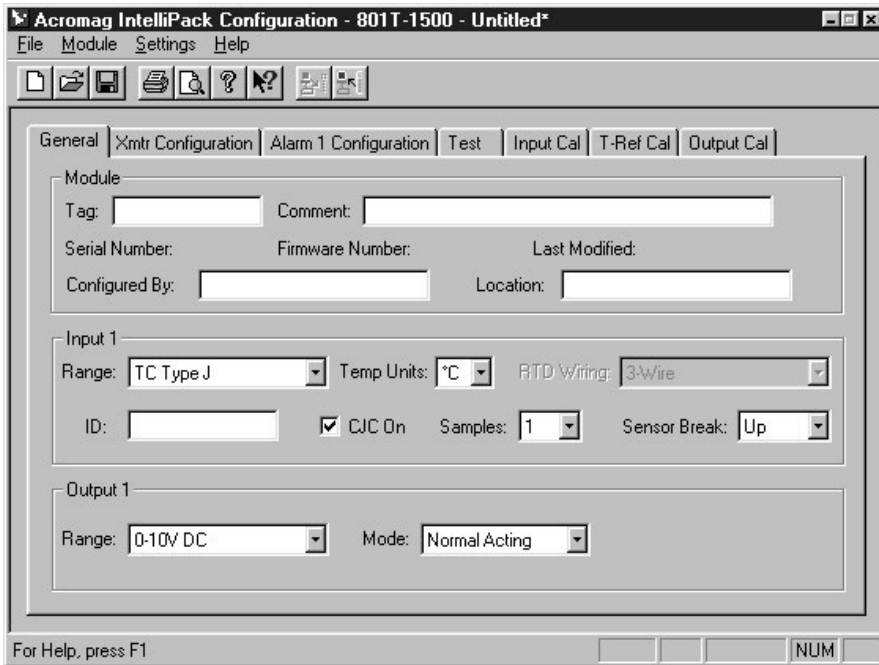 Acromag IntelliPack Configuration - 801T-1500 - Untitled*
File Module Settings Help
General Xmtr Configuration Alarm 1 Configuration Test Input Cal T-Ref Cal Output Cal
Module
Tag: Comment:
Serial Number: Firmware Number: Last Modified:
Configured By: Location:
Input 1
Range: TC Type J Temp Units: °C RTD Wiring: 3-Wire
ID: CJC On Samples: 1 Sensor Break: Up
Output 1
Range: 0-10V DC Mode: Normal Acting
For Help, press F1 NUM